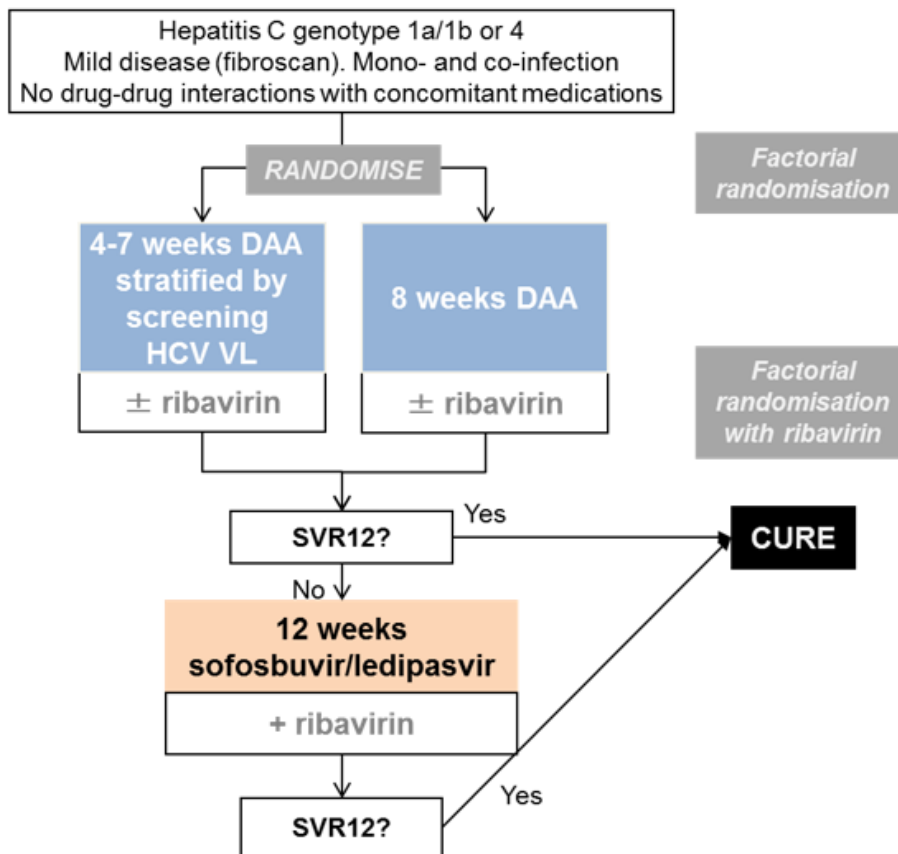 Hepatitis C genotype 1a/1b or 4
Mild disease (fibroscan). Mono- and co-infection
No drug-drug interactions with concomitant medications
RANDOMISE
Factorial
randomisation
4-7 weeks DAA
stratified by
screening
HCV VL
8 weeks DAA
± ribavirin
± ribavirin
Factorial
randomisation
with ribavirin
SVR12?
Yes
CURE
No
12 weeks
sofosbuvir/ledipasvir
+ ribavirin
Yes
SVR12?